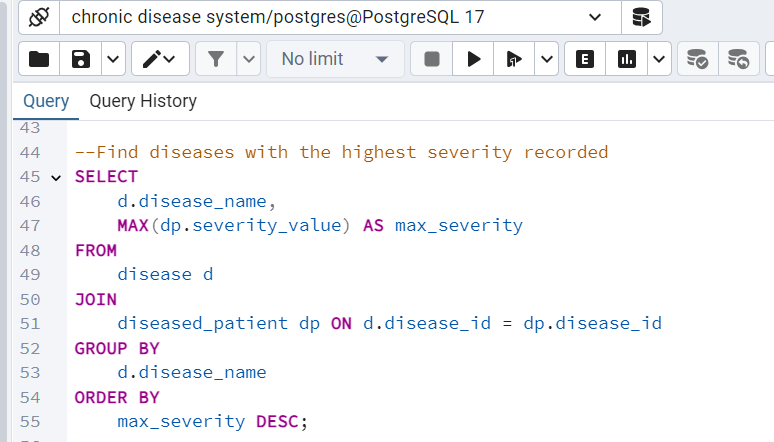 chronic disease system/postgres@PostgreSQL 17
No limit
E
Query Query History
43
44 --Find diseases with the highest severity recorded
45 SELECT
46     d.disease_name,
47     MAX(dp.severity_value) AS max_severity
48 FROM
49     disease d
50 JOIN
51     diseased_patient dp ON d.disease_id = dp.disease_id
52 GROUP BY
53     d.disease_name
54 ORDER BY
55     max_severity DESC;